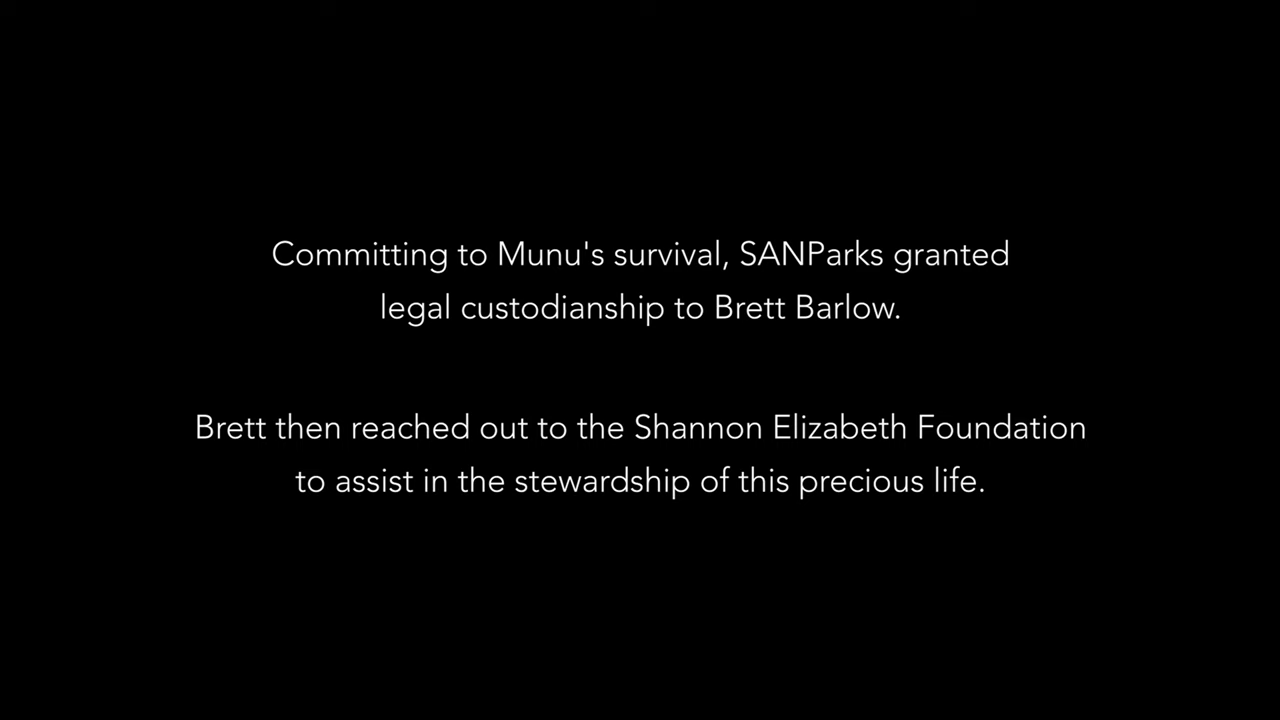 Committing to Munu's survival, SANParks granted
legal custodianship to Brett Barlow.
Brett then reached out to the Shannon Elizabeth Foundation
to assist in the stewardship of this precious life.